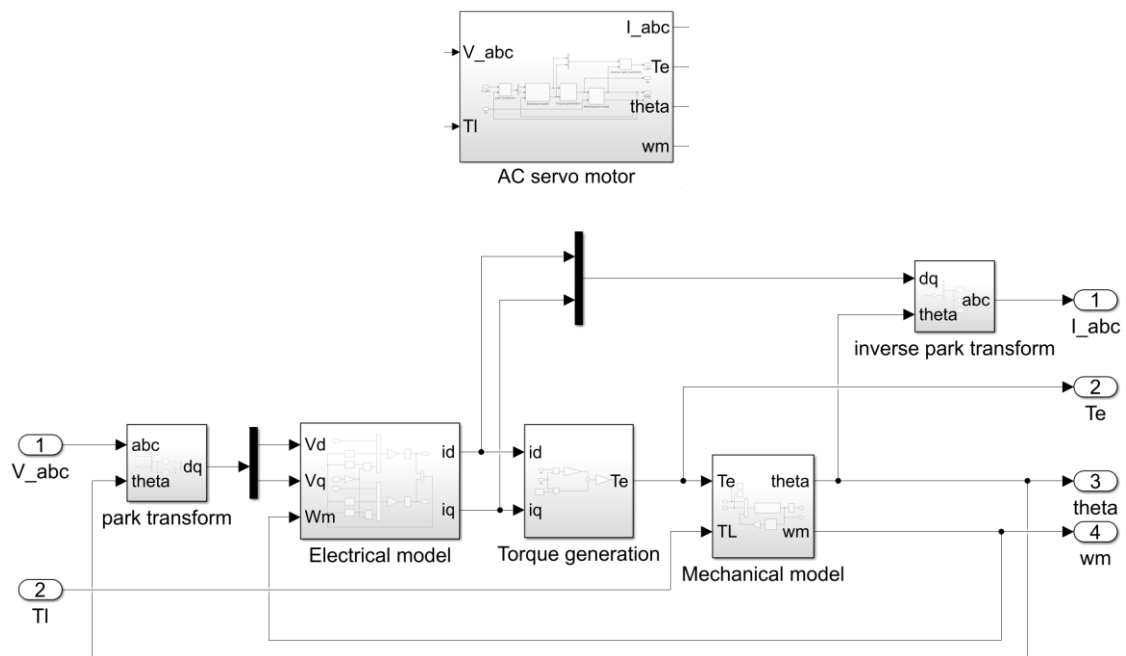 I_abc
V_abc
Te
theta
Tl
wm
AC servo motor
dq
abc
theta
inverse park transform
1
I_abc
2
Te
1
V_abc
abc
dq
theta
park transform
Vd
id
Vq
iq
Wm
Electrical model
id
Te
iq
Torque generation
Te
theta
TL
wm
Mechanical model
3
theta
4
wm
2
Tl